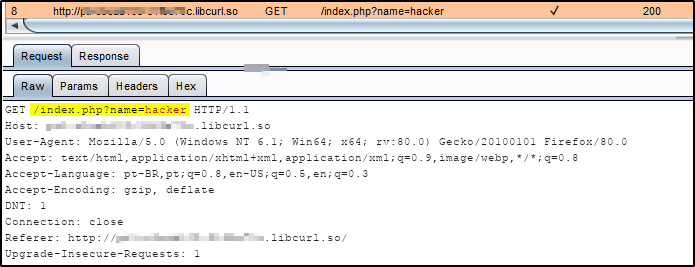 8 http:// .libcurl.so GET /index.php?name=hacker ✓ 200
Request Response
Raw Params Headers Hex
GET /index.php?name=hacker HTTP/1.1
Host: .libcurl.so
User-Agent: Mozilla/5.0 (Windows NT 6.1; Win64; x64; rv:80.0) Gecko/20100101 Firefox/80.0
Accept: text/html,application/xhtml+xml,application/xml;q=0.9,image/webp,*/*;q=0.8
Accept-Language: pt-BR,pt;q=0.8,en-US;q=0.5,en;q=0.3
Accept-Encoding: gzip, deflate
DNT: 1
Connection: close
Referer: http:// .libcurl.so/
Upgrade-Insecure-Requests: 1